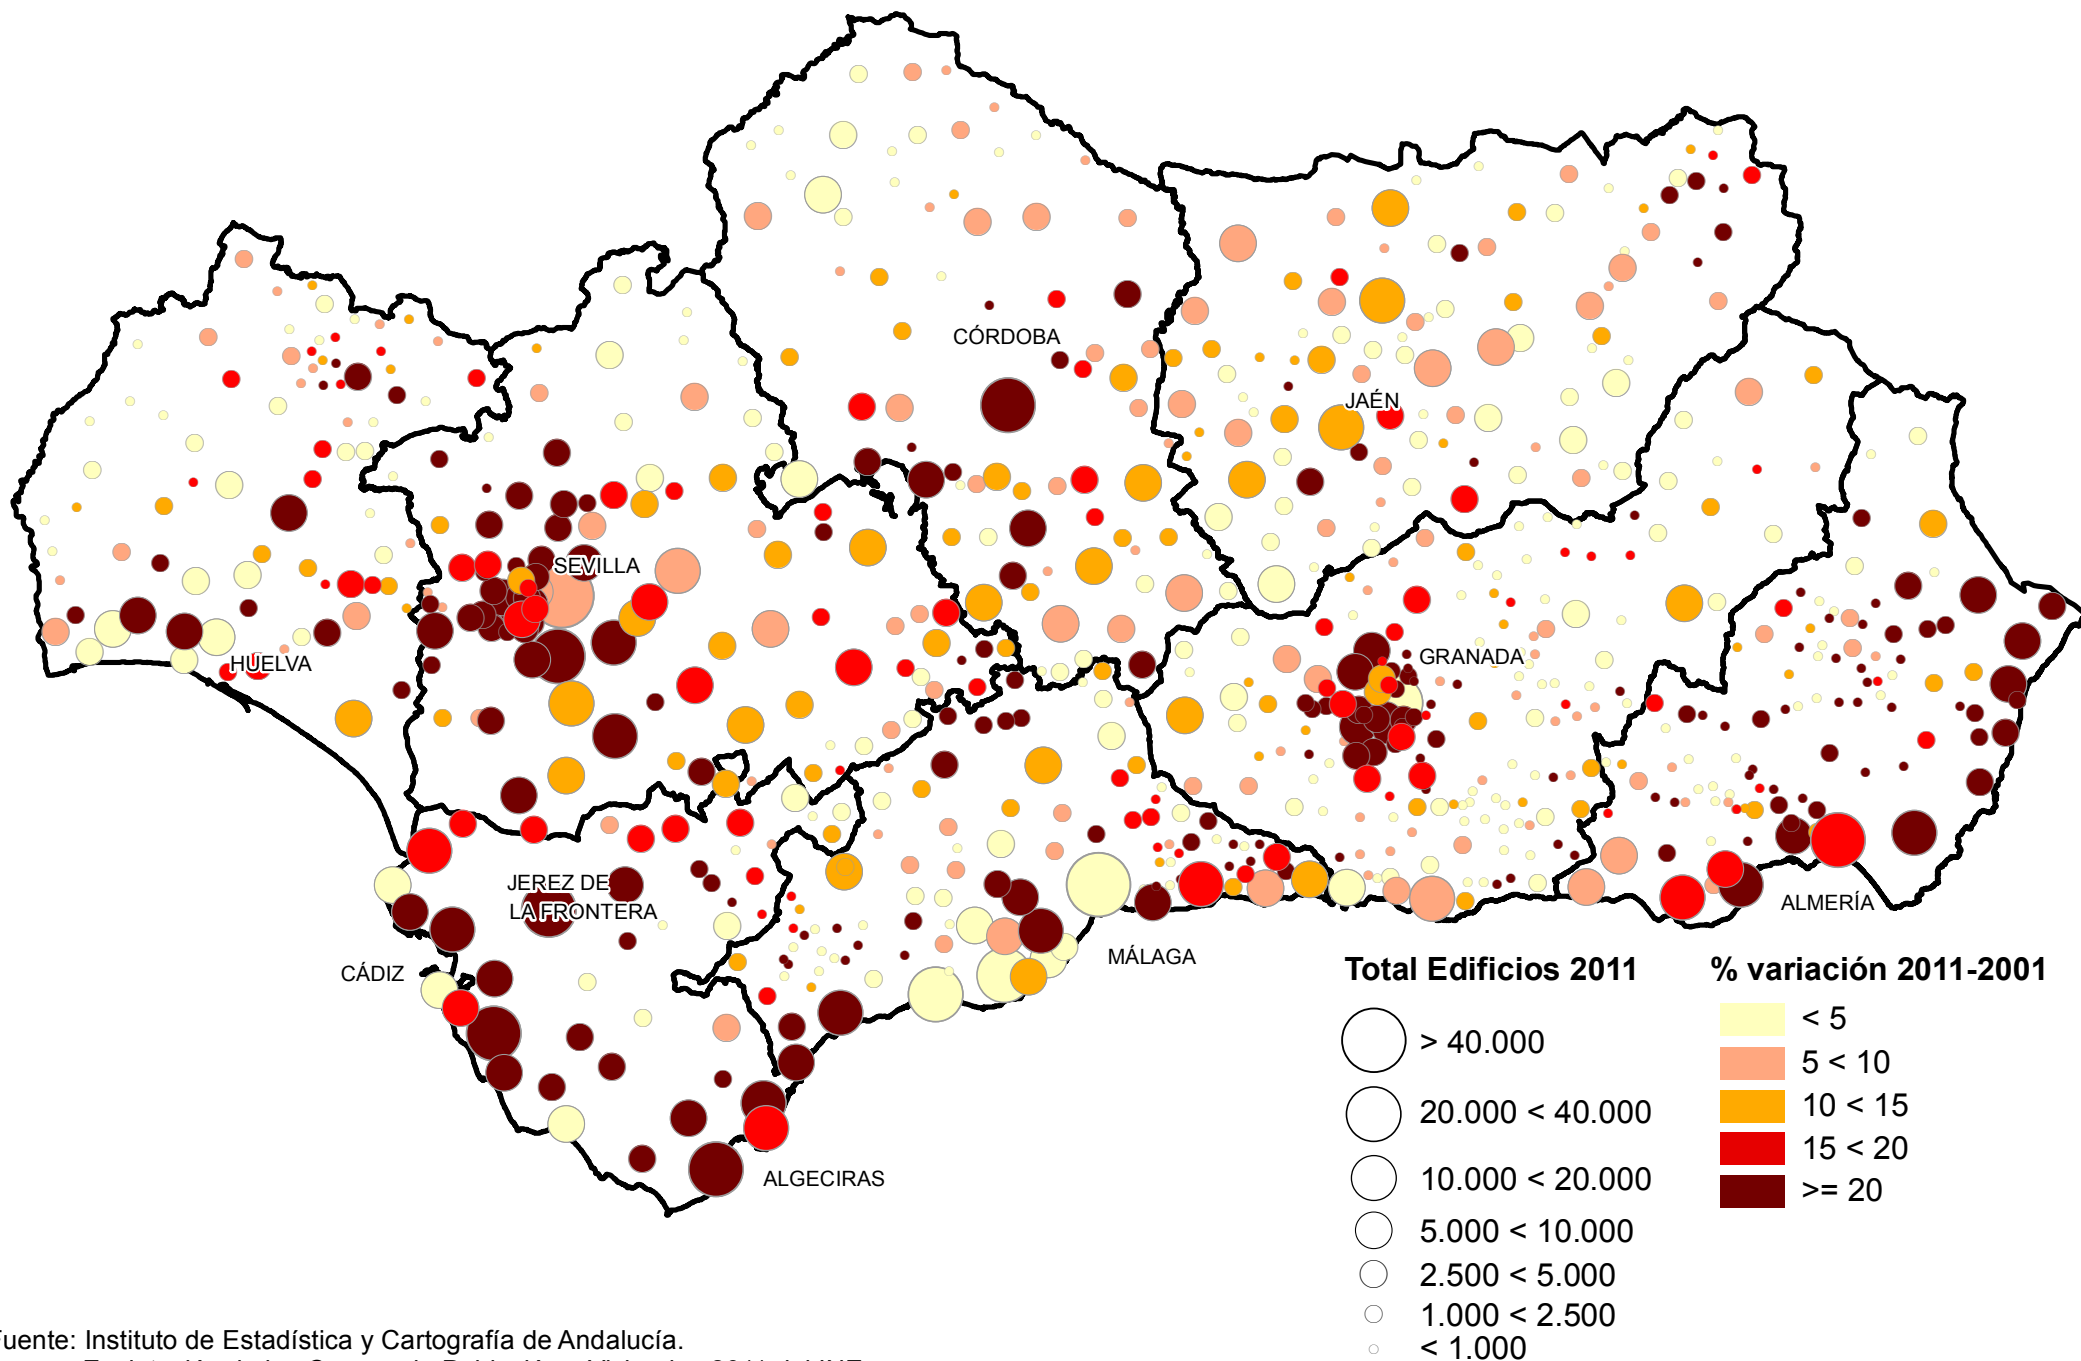 CÓRDOBA
JAÉN
SEVILLA
HUELVA
GRANADA
JEREZ DE
LA FRONTERA
ALMERÍA
MÁLAGA
CÁDIZ
ALGECIRAS
Total Edificios 2011
> 40.000
20.000 < 40.000
10.000 < 20.000
5.000 < 10.000
2.500 < 5.000
1.000 < 2.500
< 1.000
% variación 2011-2001
< 5
5 < 10
10 < 15
15 < 20
>= 20
Fuente: Instituto de Estadística y Cartografía de Andalucía.